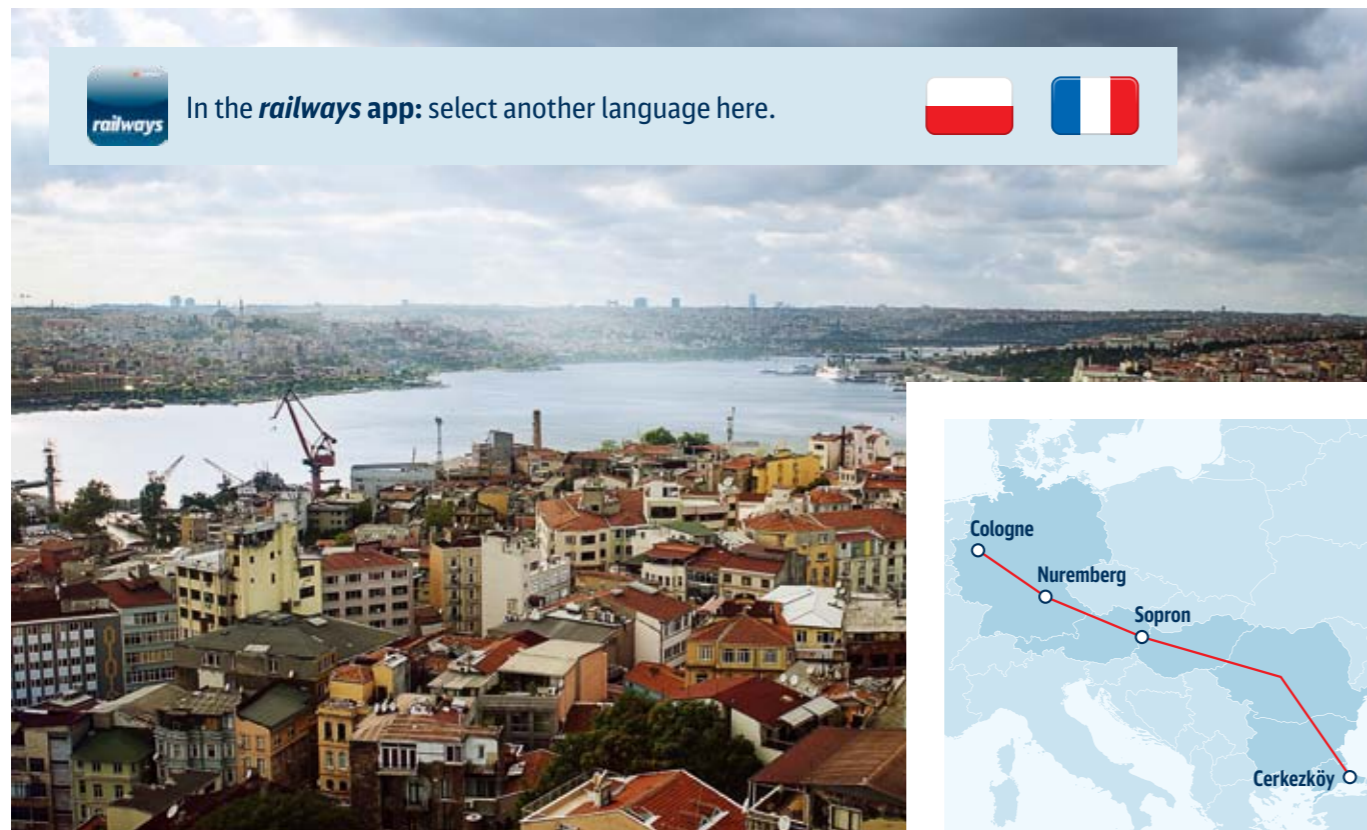 railways
In the railways app: select another language here.
Cologne
Nuremberg
Sopron
Cerkezköy